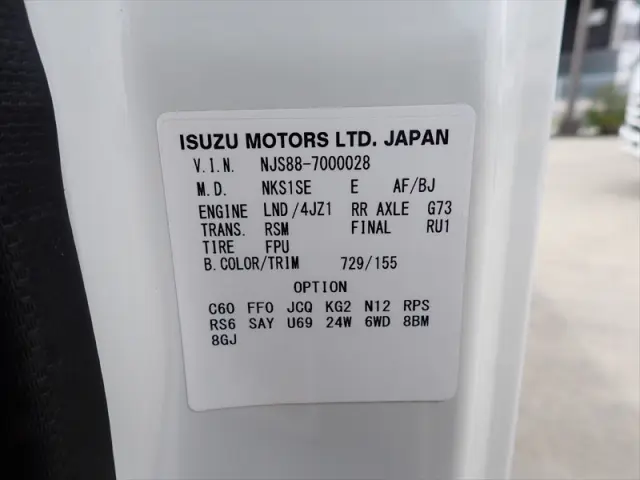 ISUZU MOTORS LTD. JAPAN
V.I.N. NJS88-7000028
M.D. NKS1SE E AF/BJ
ENGINE LND/4JZ1 RR AXLE G73
TRANS. RSM FINAL RU1
TIRE FPU
B.COLOR/TRIM 729/155
OPTION
C60 FF0 JCQ KG2 N12 RPS
RS6 SAY U69 24W 6WD 8BM
8GJ